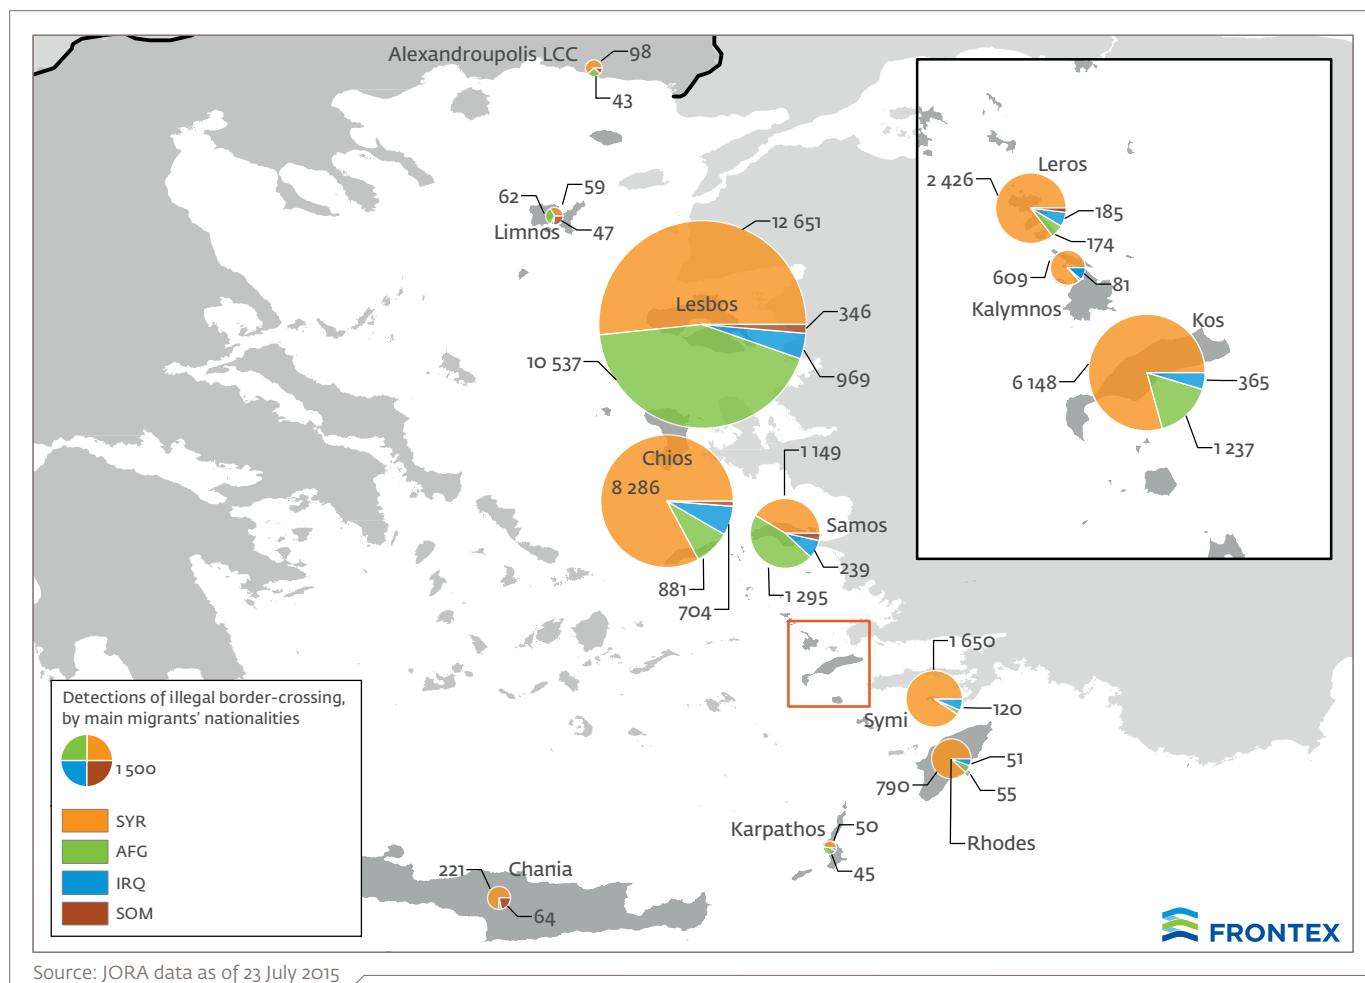 Alexandroupolis LCC
98
43
62
59
Limnos
47
12 651
Lesbos
346
10 537
969
Chios
8 286
881
704
1 149
Samos
239
1 295
Leros
2 426
185
174
609
81
Kalymnos
Kos
6 148
365
1 237
1 650
Symi
120
790
51
55
Rhodes
Karpathos
50
45
221
Chania
64
Detections of illegal border-crossing,
by main migrants' nationalities
1 500
SYR
AFG
IRQ
SOM
FRONTEX
Source: JORA data as of 23 July 2015